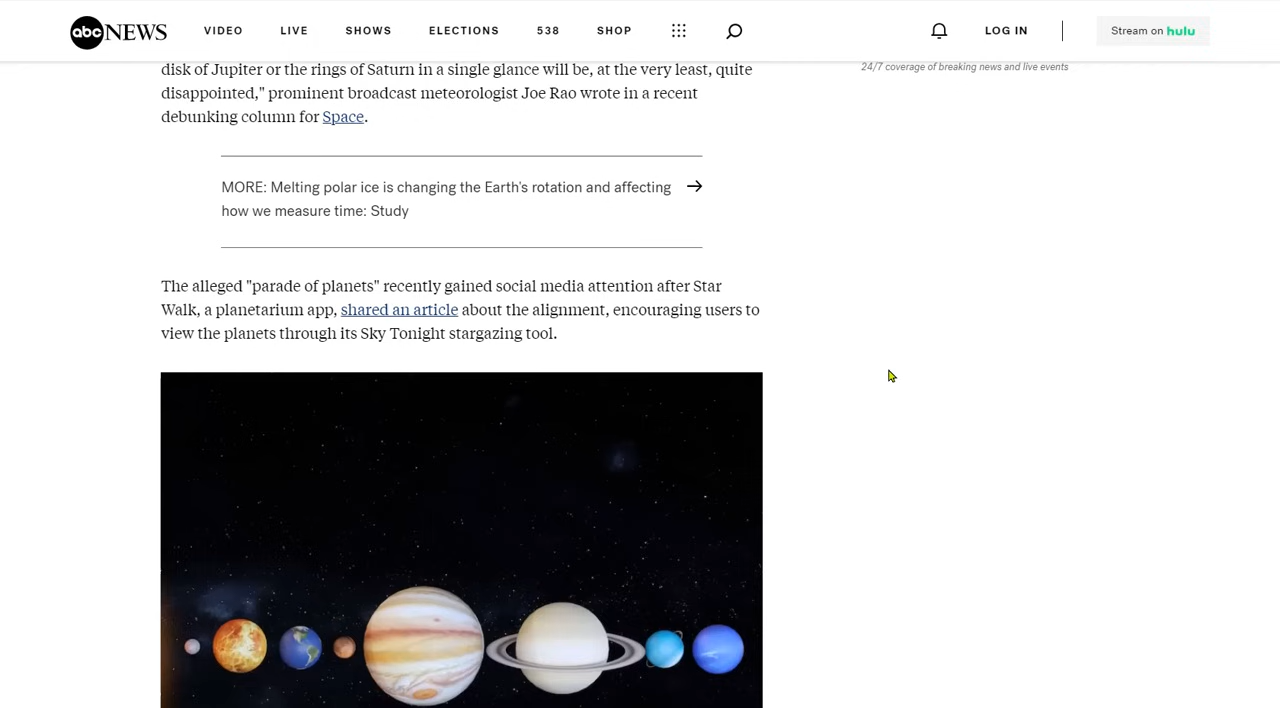 abc NEWS VIDEO LIVE SHOWS ELECTIONS 538 SHOP LOG IN Stream on hulu
disk of Jupiter or the rings of Saturn in a single glance will be, at the very least, quite
disappointed," prominent broadcast meteorologist Joe Rao wrote in a recent
debunking column for Space.
24/7 coverage of breaking news and live events
MORE: Melting polar ice is changing the Earth's rotation and affecting
how we measure time: Study
The alleged "parade of planets" recently gained social media attention after Star
Walk, a planetarium app, shared an article about the alignment, encouraging users to
view the planets through its Sky Tonight stargazing tool.